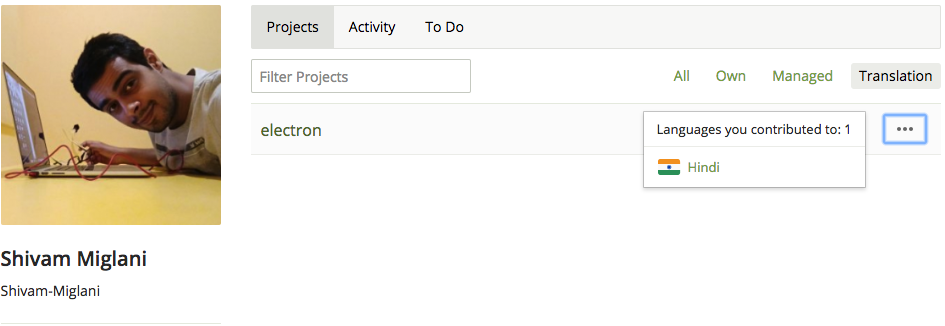 Projects Activity To Do
Filter Projects All Own Managed Translation
electron Languages you contributed to: 1
Hindi
Shivam Miglani
Shivam-Miglani